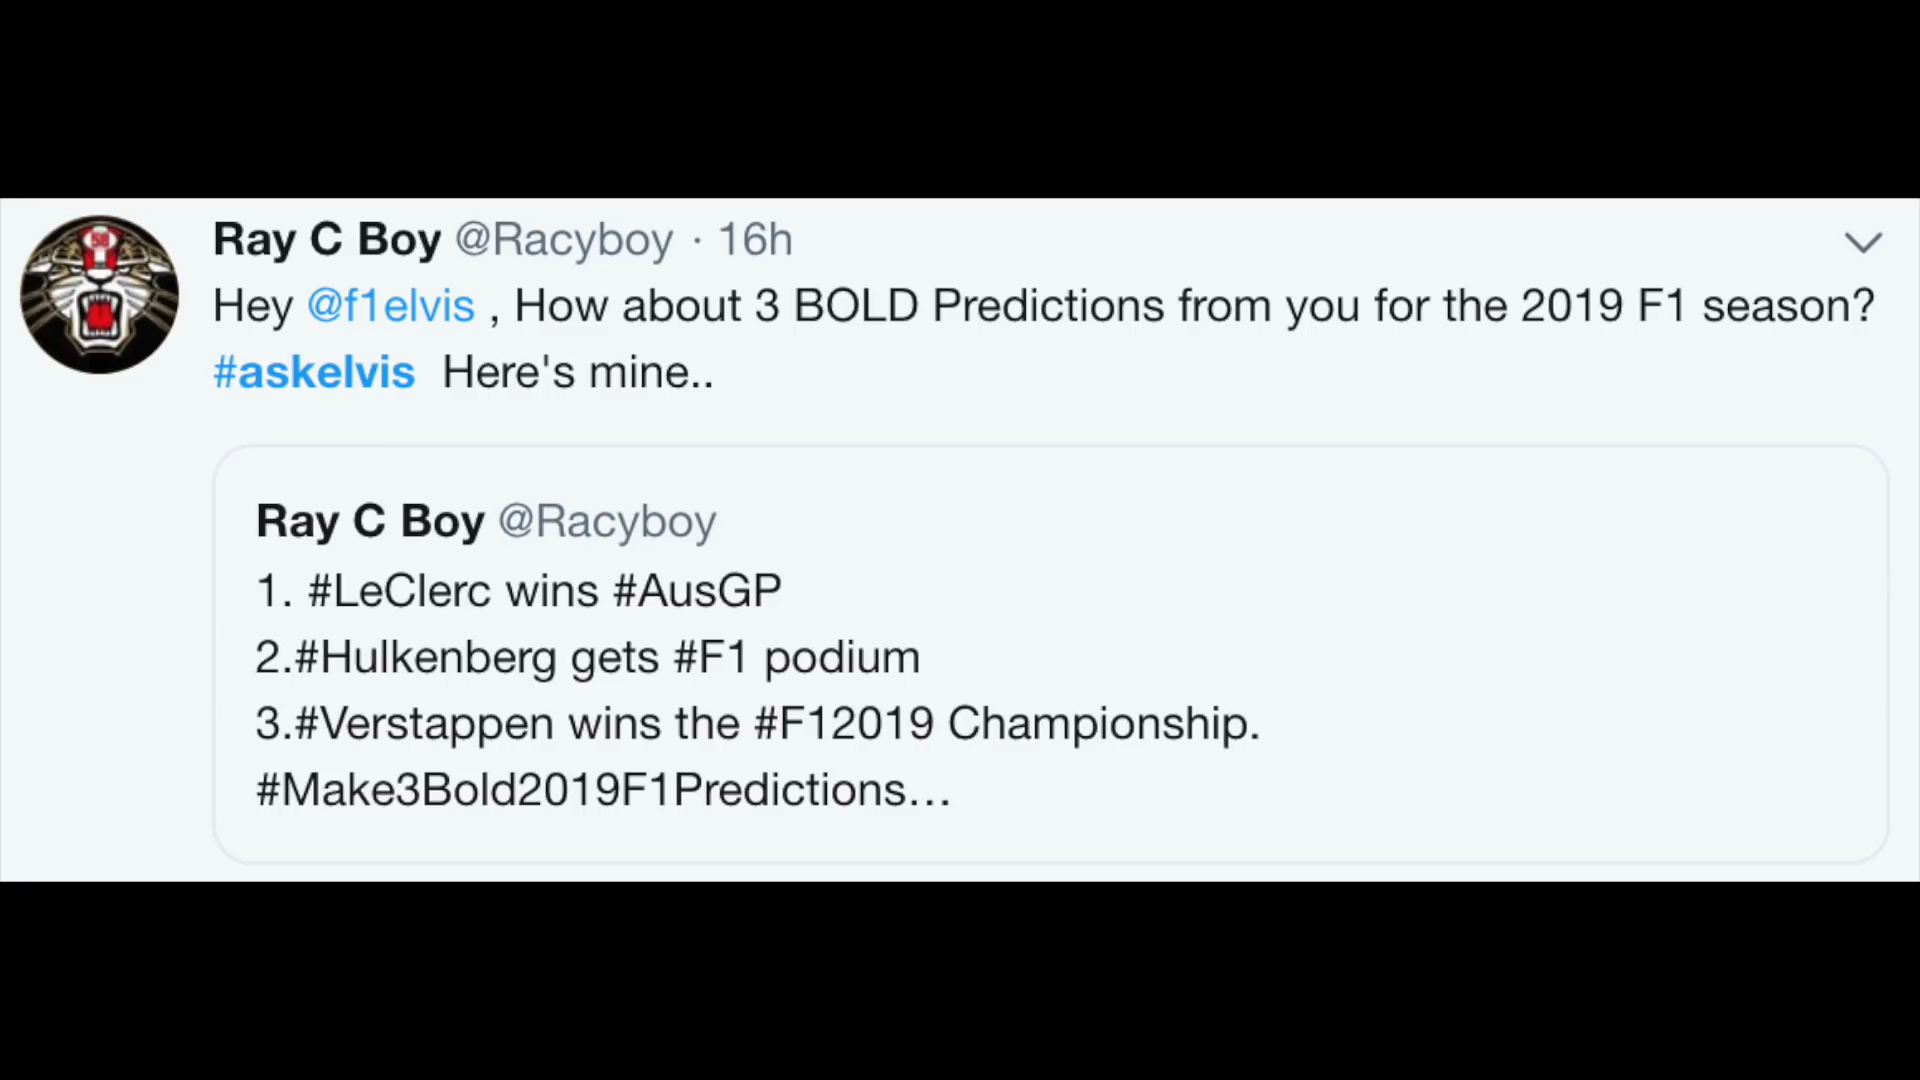 Ray C Boy @Racyboy · 16h
Hey @f1elvis , How about 3 BOLD Predictions from you for the 2019 F1 season?
#askelvis Here's mine..
Ray C Boy @Racyboy
1. #LeClerc wins #AusGP
2.#Hulkenberg gets #F1 podium
3.#Verstappen wins the #F12019 Championship.
#Make3Bold2019F1Predictions…